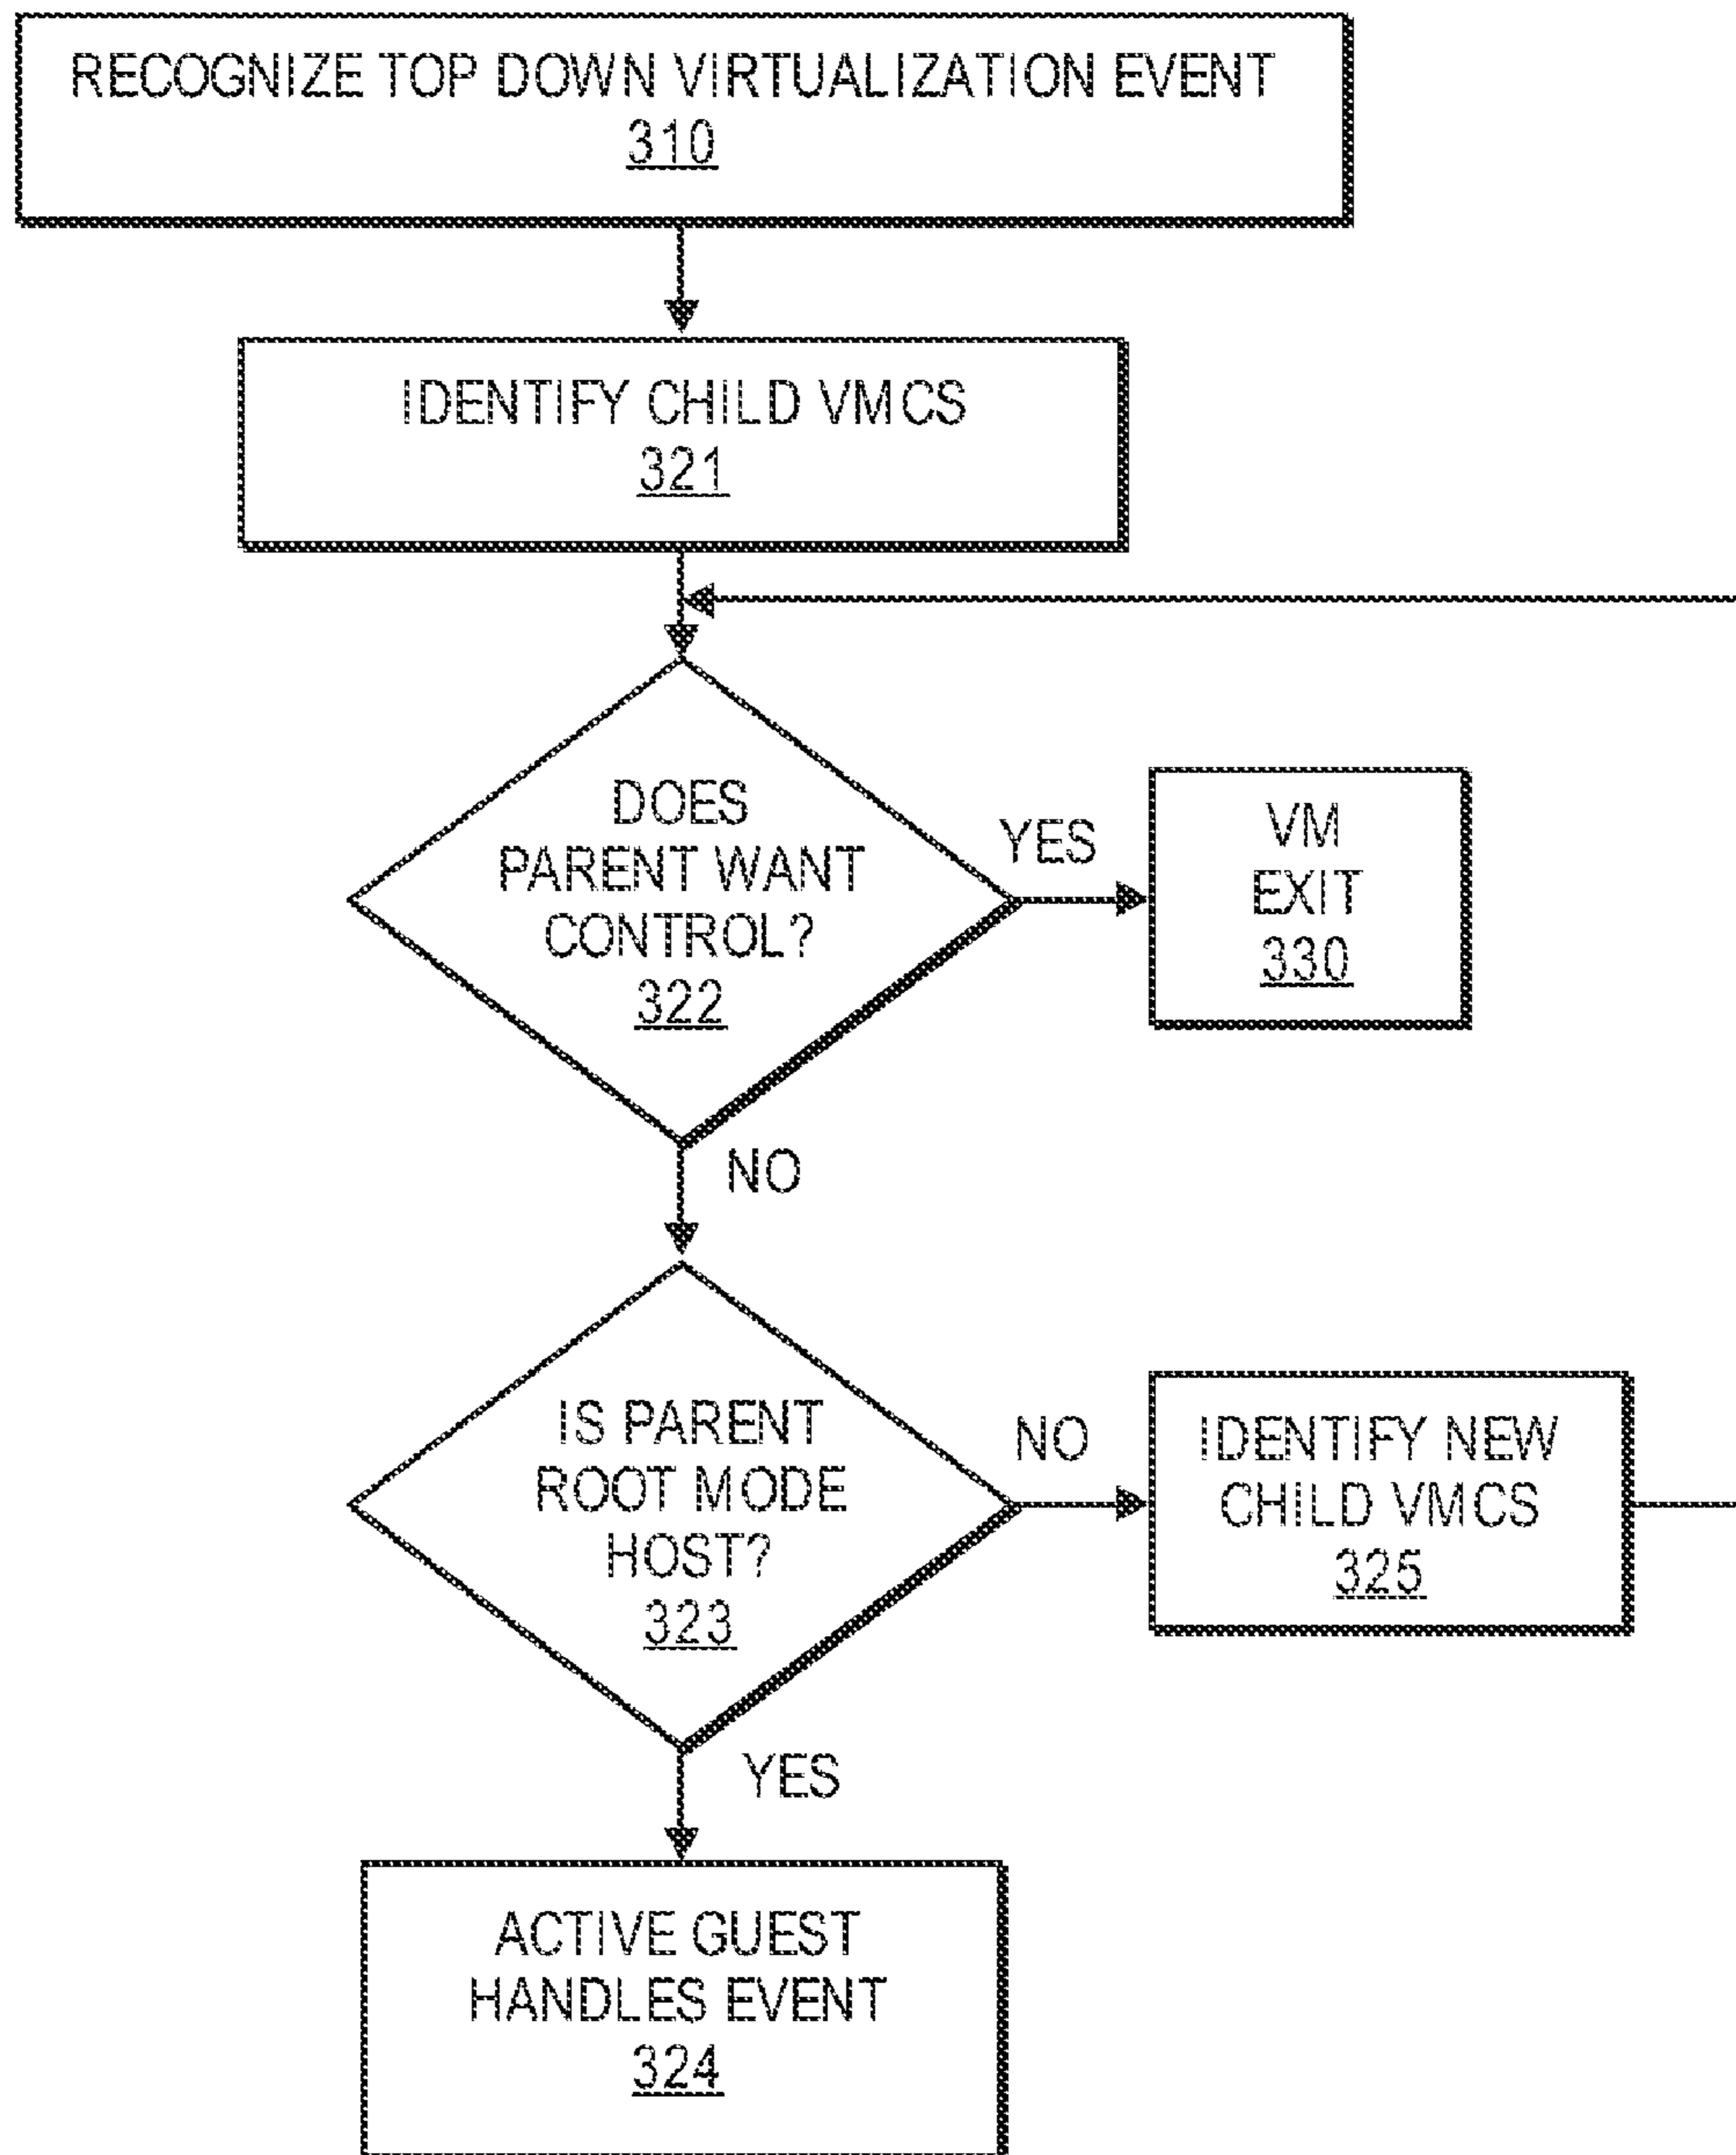 RECOGNIZE TOP DOWN VIRTUALIZATION EVENT
310
IDENTIFY CHILD VMCS
321
DOES
PARENT WANT
CONTROL?
322
YES
VM
EXIT
330
NO
IS PARENT
ROOT MODE
HOST?
323
NO
IDENTIFY NEW
CHILD VMCS
325
YES
ACTIVE GUEST
HANDLES EVENT
324